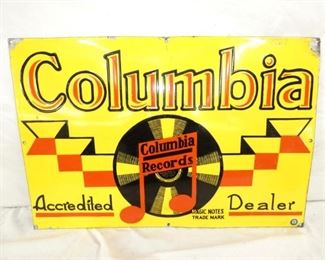 Columbia
Columbia
Records
Accredited Dealer
MAGIC NOTES
TRADE MARK